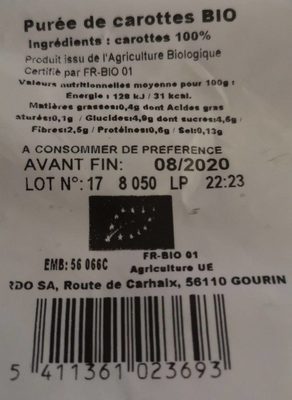 Purée de carottes BIO
Ingrédients : carottes 100%
Produit issu de l'Agriculture Biologique
Certifié par FR-BIO 01
Valeurs nutritionnelles moyenne pour 100g :
Energie : 128 kJ / 31 kcal.
Matières grasses:0,4g dont Acides gras
aturés:0,1g / Glucides:4,9g dont sucres:4,6g /
Fibres:2,5g / Protéines:0,6g / Sel:0,13g
A CONSOMMER DE PREFERENCE
AVANT FIN: 08/2020
LOT N°: 17 8 050 LP 22:23
FR-BIO 01
EMB: 56 066C Agriculture UE
RDO SA, Route de Carhaix, 56110 GOURIN
5 411361 023693